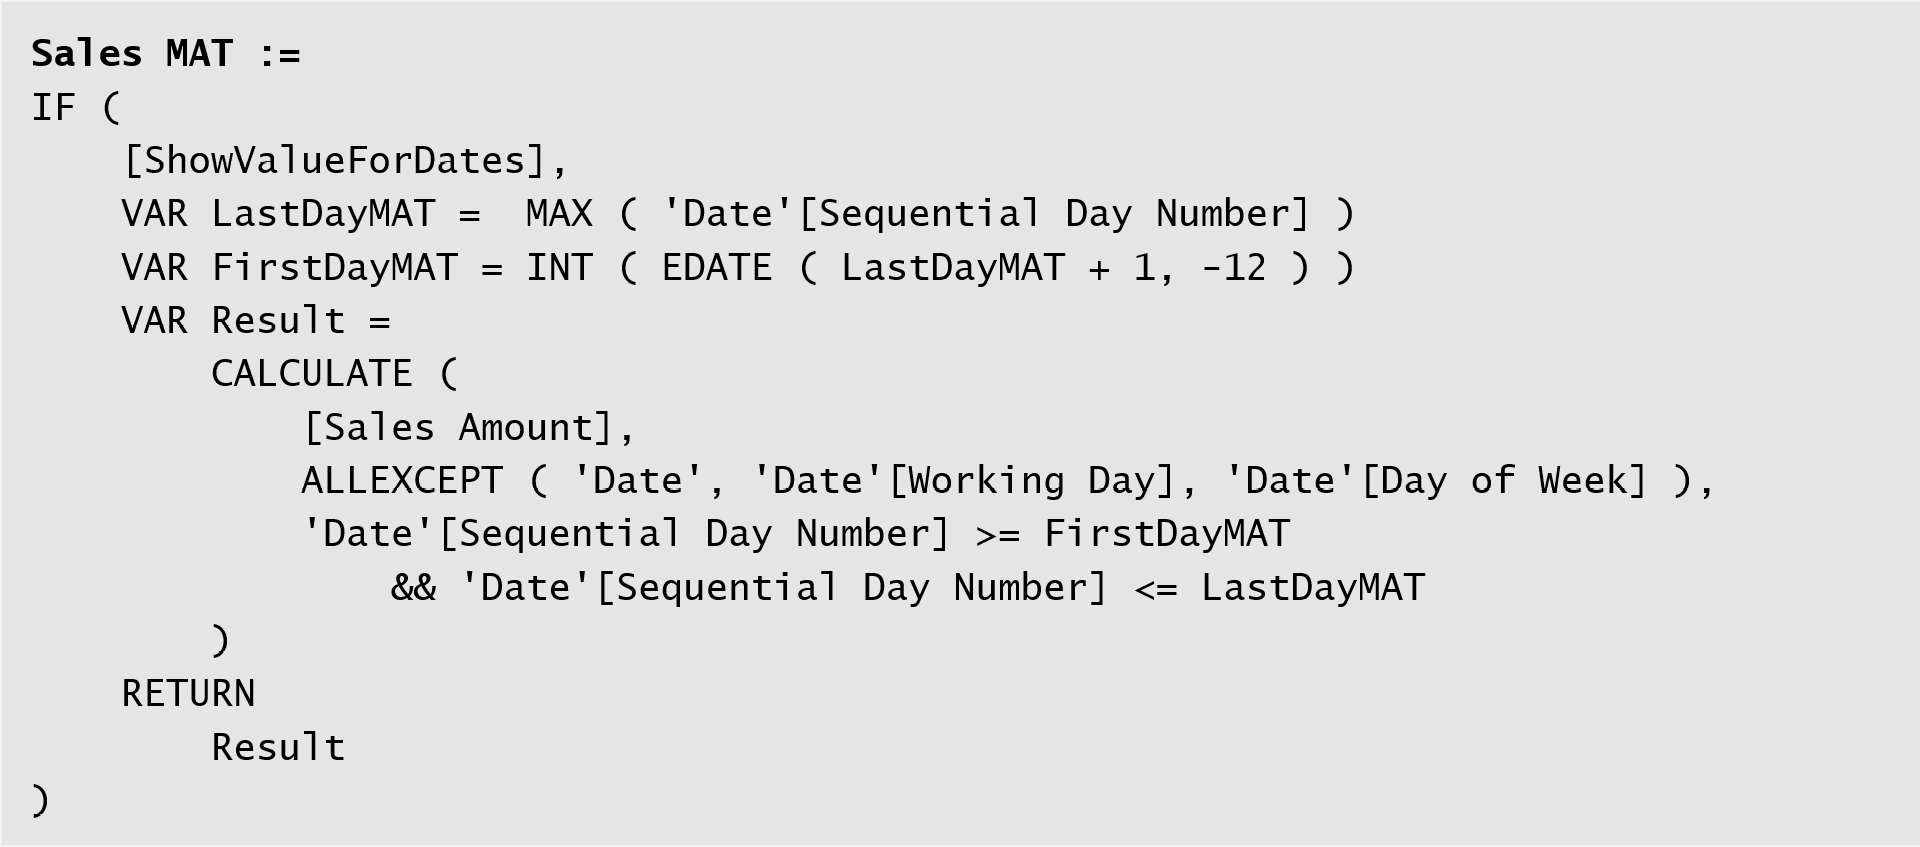 Sales MAT :=
IF (
    [ShowValueForDates],
    VAR LastDayMAT =  MAX ( 'Date'[Sequential Day Number] )
    VAR FirstDayMAT = INT ( EDATE ( LastDayMAT + 1, -12 ) )
    VAR Result =
        CALCULATE (
            [Sales Amount],
            ALLEXCEPT ( 'Date', 'Date'[Working Day], 'Date'[Day of Week] ),
            'Date'[Sequential Day Number] >= FirstDayMAT
                && 'Date'[Sequential Day Number] <= LastDayMAT
        )
    RETURN
        Result
)